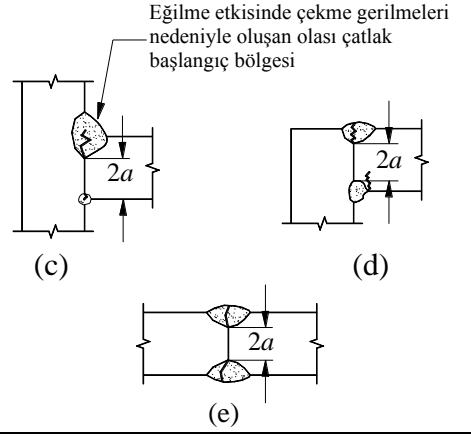 Eğilme etkisinde çekme gerilmeleri
nedeniyle oluşan olası çatlak
başlangıç bölgesi
2a
2a
(c)
(d)
2a
(e)